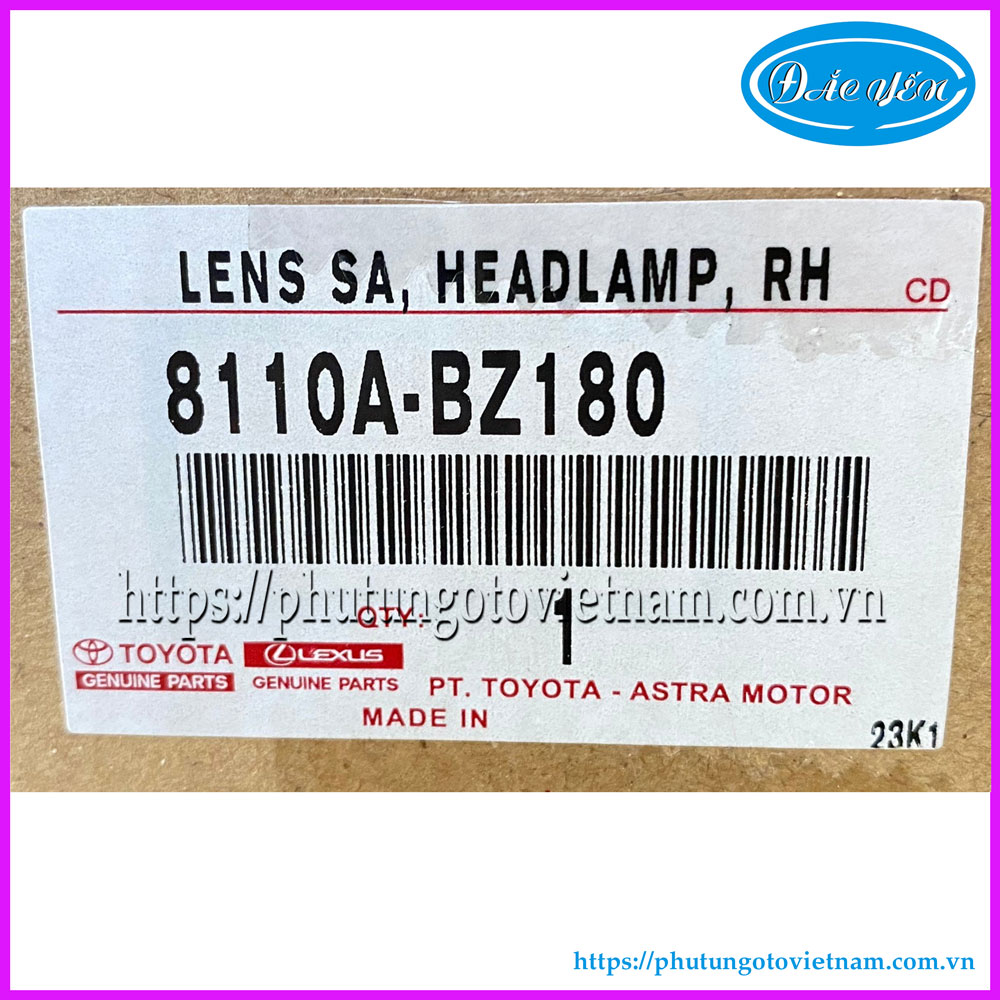 ĐẮC YẾN
LENS SA, HEADLAMP, RH
CD
8110A-BZ180
https://phutungotovietnam.com.vn
QTY: 1
TOYOTA LEXUS
GENUINE PARTS GENUINE PARTS PT. TOYOTA - ASTRA MOTOR
MADE IN
23K1
https://phutungotovietnam.com.vn